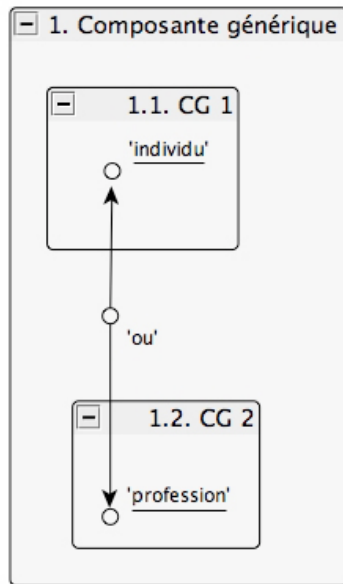 1. Composante générique
1.1. CG 1
'individu'
'ou'
1.2. CG 2
'profession'